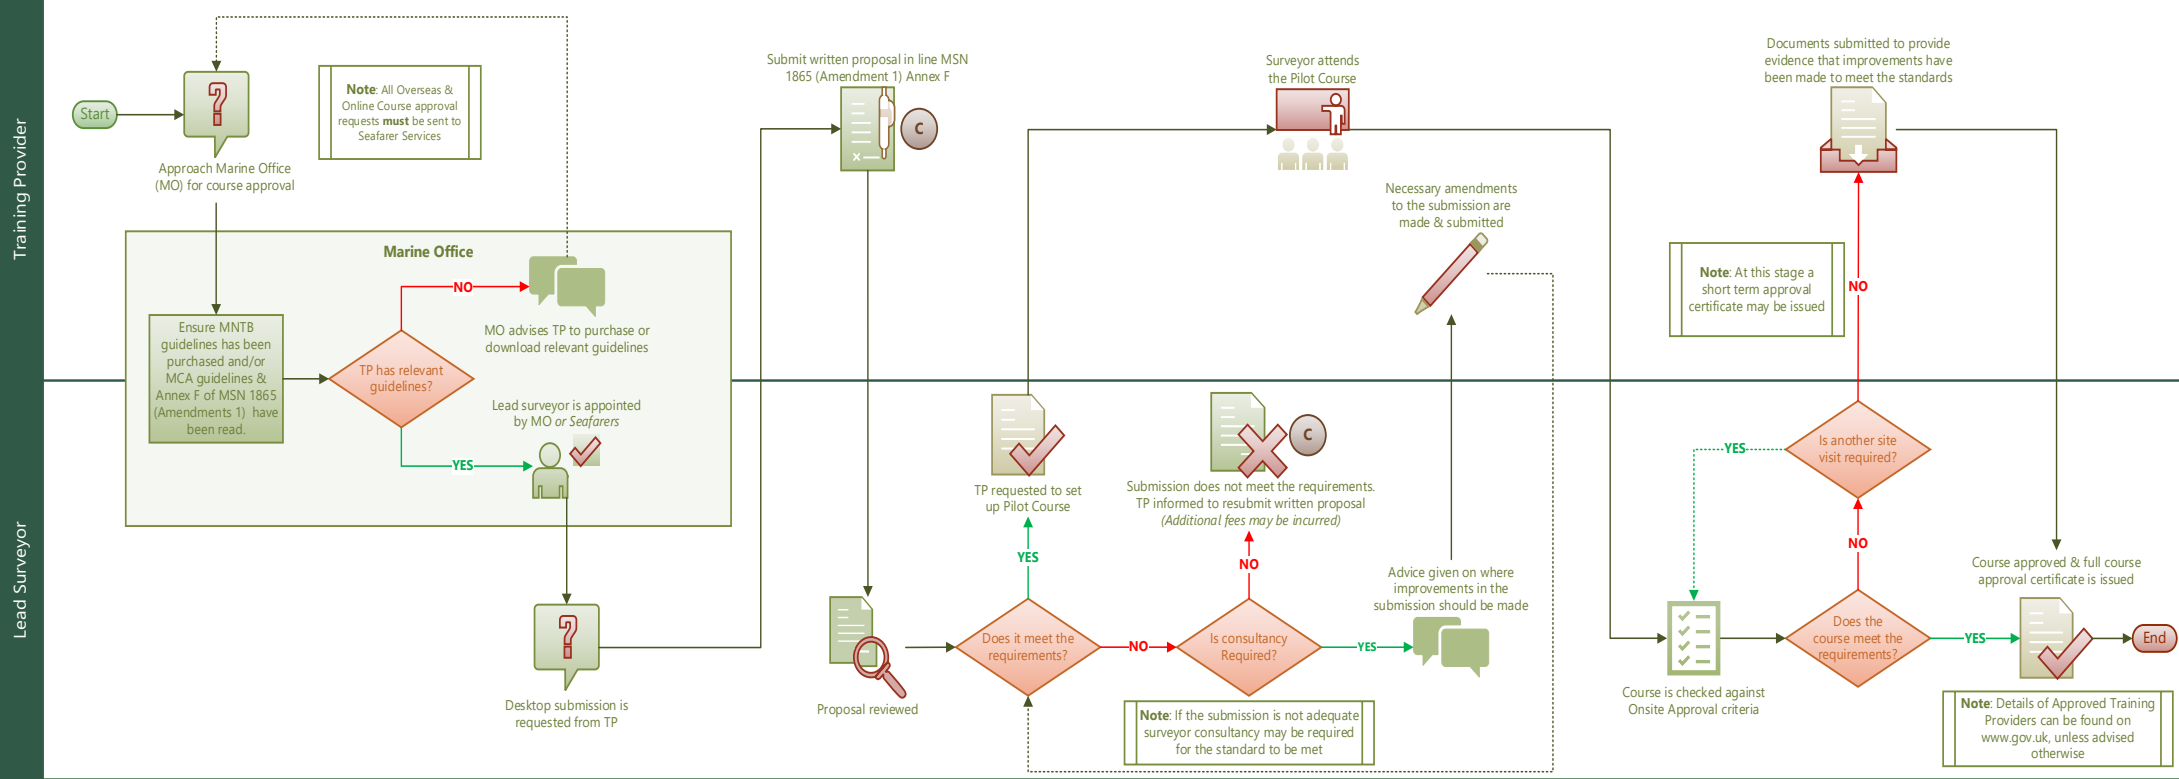 Training Provider
Lead Surveyor
Start
Approach Marine Office
(MO) for course approval
Note: All Overseas &
Online Course approval
requests must be sent to
Seafarer Services
Marine Office
Ensure MNTB
guidelines has been
purchased and/or
MCA guidelines &
Annex F of MSN 1865
(Amendments 1) have
been read.
TP has relevant
guidelines?
NO
MO advises TP to purchase or
download relevant guidelines
YES
Lead surveyor is appointed
by MO or Seafarers
Desktop submission is
requested from TP
Submit written proposal in line MSN
1865 (Amendment 1) Annex F
C
Proposal reviewed
Does it meet the
requirements?
YES
TP requested to set
up Pilot Course
NO
Is consultancy
Required?
NO
Submission does not meet the requirements.
TP informed to resubmit written proposal
(Additional fees may be incurred)
C
Note: If the submission is not adequate
surveyor consultancy may be required
for the standard to be met
YES
Advice given on where
improvements in the
submission should be made
Necessary amendments
to the submission are
made & submitted
Surveyor attends
the Pilot Course
Course is checked against
Onsite Approval criteria
Does the
course meet the
requirements?
NO
Is another site
visit required?
YES
NO
Note: At this stage a
short term approval
certificate may be issued
Documents submitted to provide
evidence that improvements have
been made to meet the standards
YES
Course approved & full course
approval certificate is issued
End
Note: Details of Approved Training
Providers can be found on
www.gov.uk, unless advised
otherwise